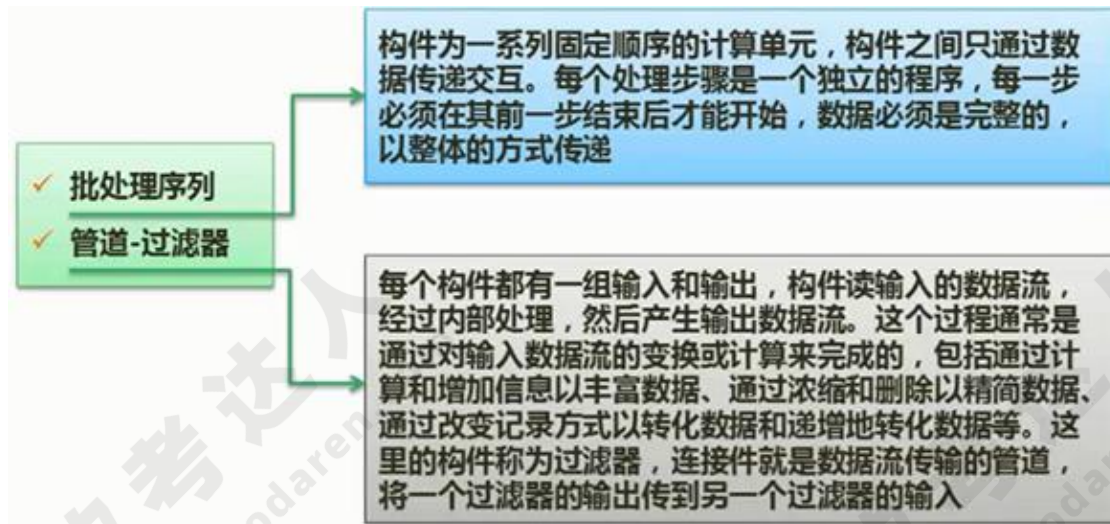 构件为一系列固定顺序的计算单元，构件之间只通过数
据传递交互。每个处理步骤是一个独立的程序，每一步
必须在其前一步结束后才能开始，数据必须是完整的，
以整体的方式传递
✓ 批处理序列
✓ 管道-过滤器
每个构件都有一组输入和输出，构件读输入的数据流，
经过内部处理，然后产生输出数据流。这个过程通常是
通过对输入数据流的变换或计算来完成的，包括通过计
算和增加信息以丰富数据、通过浓缩和删除以精简数据、
通过改变记录方式以转化数据和递增地转化数据等。这
里的构件称为过滤器，连接件就是数据流传输的管道，
将一个过滤器的输出传到另一个过滤器的输入